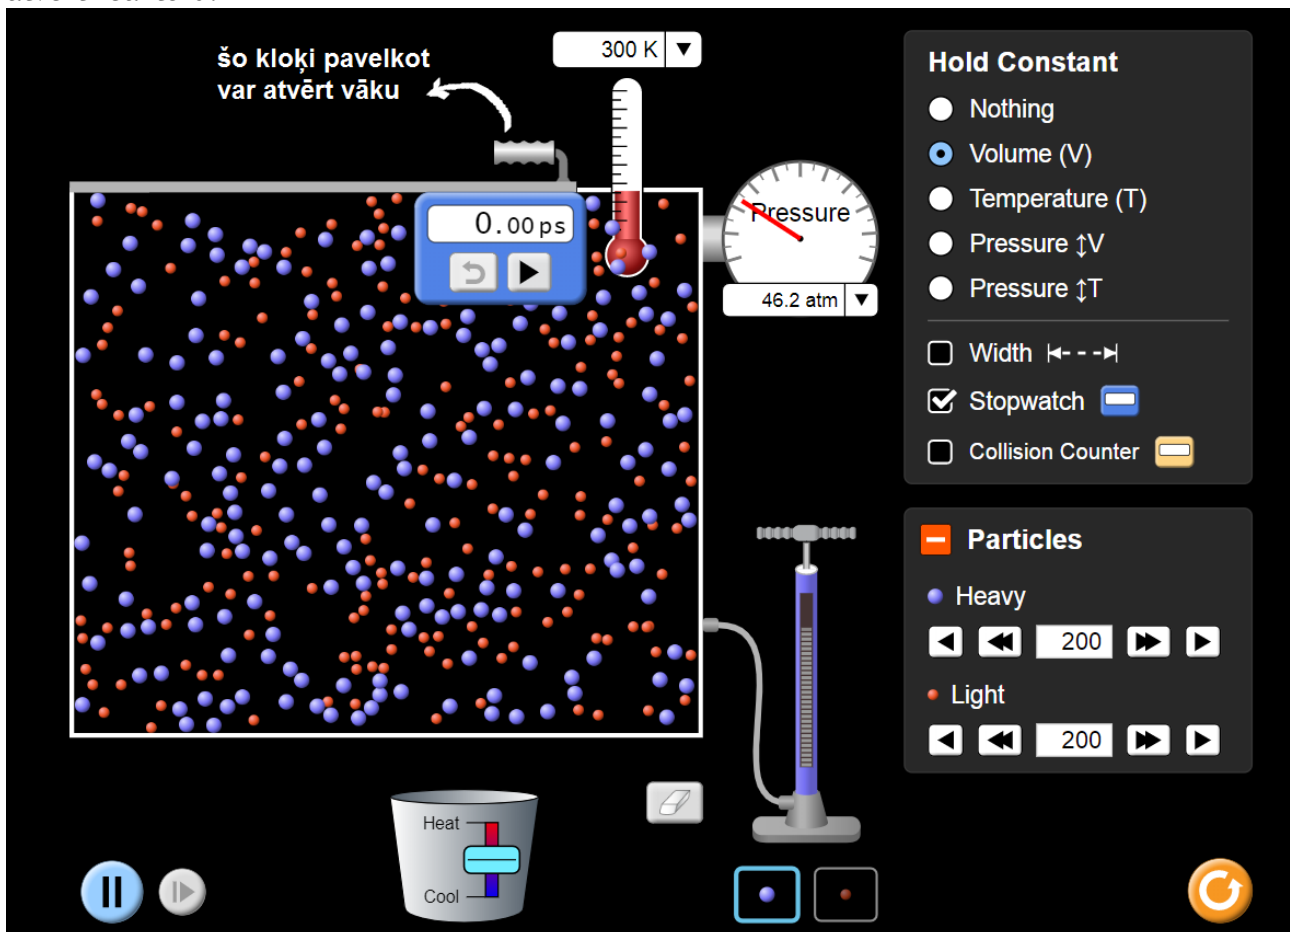 šo kloķi pavelkot
var atvērt vāku
300 K
0.00 ps
Pressure
46.2 atm
Hold Constant
Nothing
Volume (V)
Temperature (T)
Pressure ↕V
Pressure ↕T
Width
Stopwatch
Collision Counter
Particles
Heavy
200
Light
200
Heat
Cool